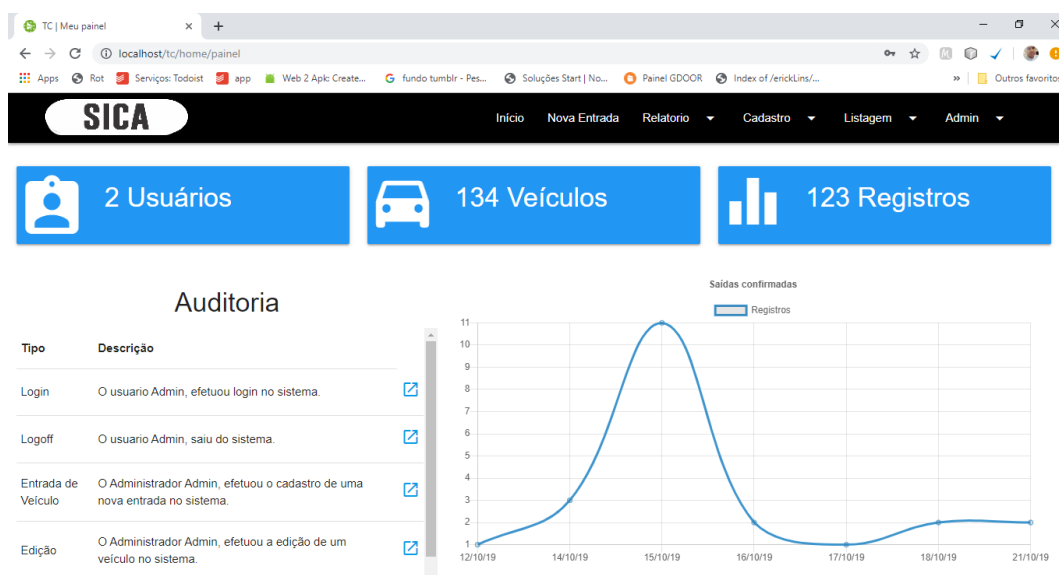 TC | Meu painel
localhost/tc/home/painel
Apps Rot Serviços: Todoist app Web 2 Apk: Create... fundo tumblr - Pes... Soluções Start | No... Painel GDOOR Index of /erickLins/... » Outros favoritos
SICA Início Nova Entrada Relatorio Cadastro Listagem Admin
2 Usuários 134 Veículos 123 Registros
Auditoria
Tipo Descrição
Login O usuario Admin, efetuou login no sistema.
Logoff O usuario Admin, saiu do sistema.
Entrada de Veículo O Administrador Admin, efetuou o cadastro de uma
nova entrada no sistema.
Edição O Administrador Admin, efetuou a edição de um
veículo no sistema.
Saídas confirmadas
Registros
11
10
9
8
7
6
5
4
3
2
1
12/10/19 14/10/19 15/10/19 16/10/19 17/10/19 18/10/19 21/10/19